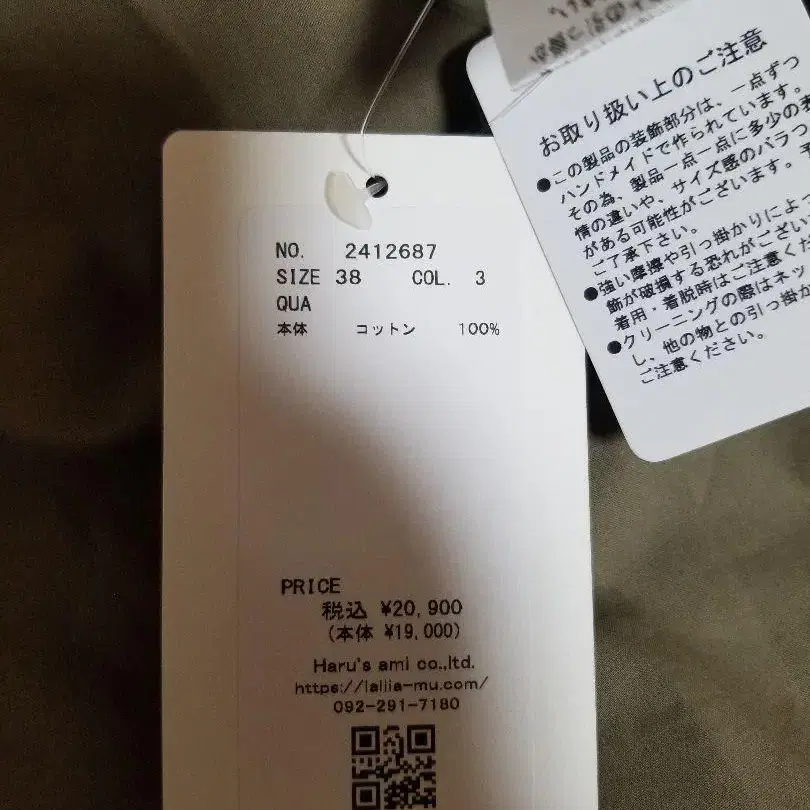 NO. 2412687
SIZE 38 COL. 3
QUA
本体 コットン 100%
PRICE
税込 ¥20,900
(本体 ¥19,000)
Haru's ami co.,ltd.
https://laliia-mu.com/
092-291-7180
お取り扱い上のご注意
●この製品の装飾部分は、一点ずつ
ハンドメイドで作られています。
その為、製品一点一点に多少の表
情の違いや、サイズ感のバラつ
がある可能性がございます。予
ご了承下さい。
●強い摩擦や引っ掛かりによっ
飾が破損する恐れがござい
着用・着脱時はご注意くだ
●クリーニングの際はネッ
し、他の物との引っ掛か
ご注意ください。